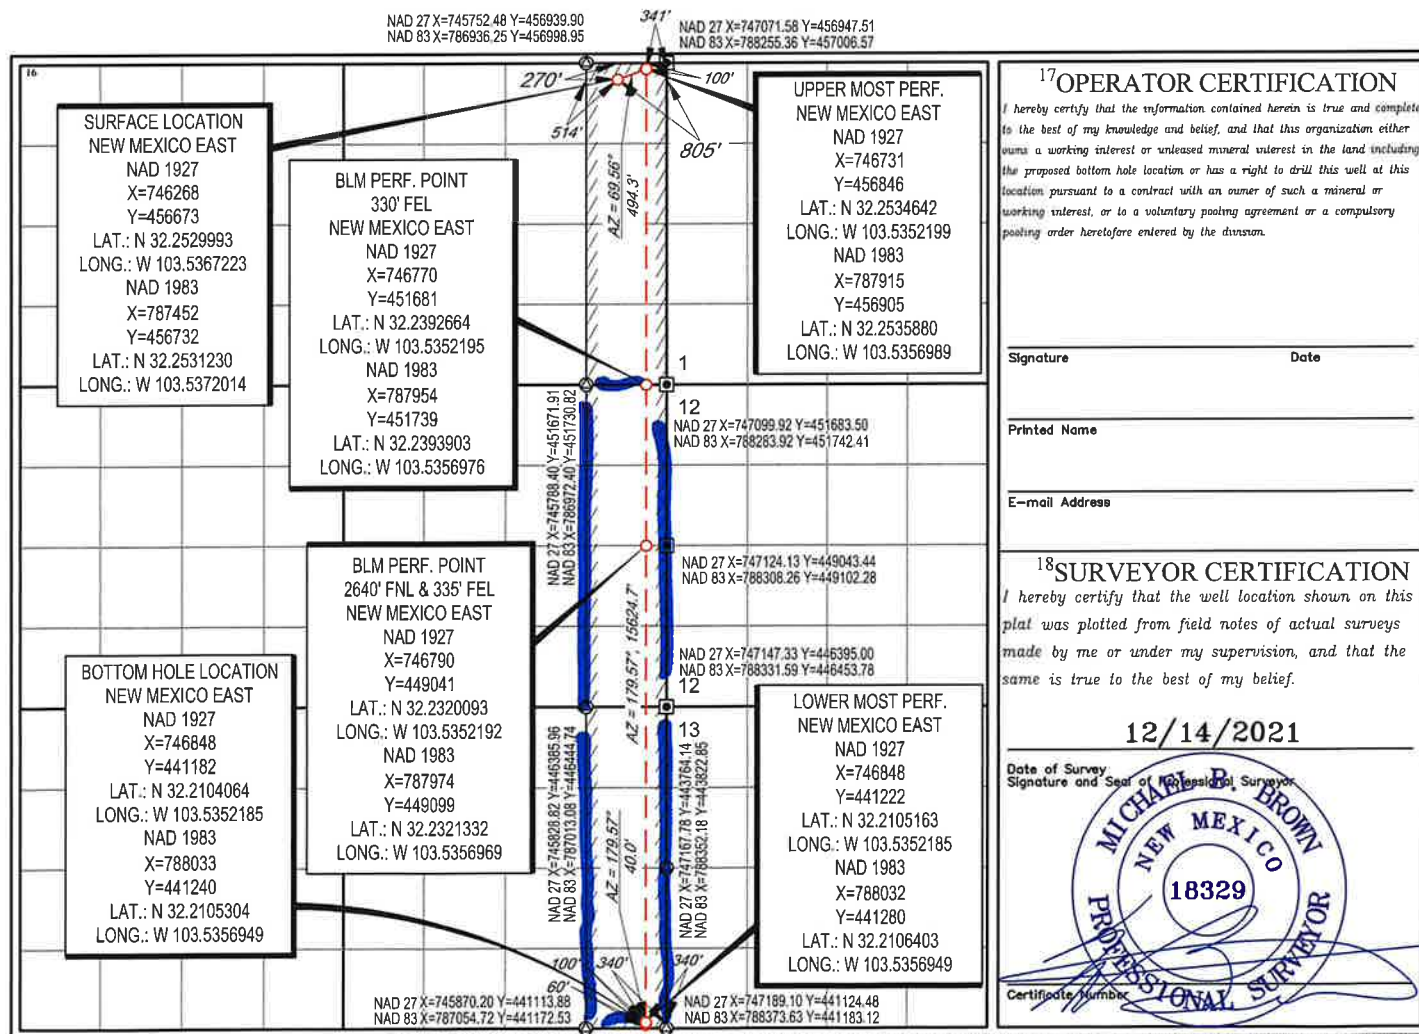 NAD 27 X=745752.48 Y=456939.90
NAD 83 X=786936.25 Y=456998.95
341'
NAD 27 X=747071.58 Y=456947.51
NAD 83 X=788255.36 Y=457006.57
16
270'
100'
514'
805'
AZ = 69.56°
494.3'
SURFACE LOCATION
NEW MEXICO EAST
NAD 1927
X=746268
Y=456673
LAT.: N 32.2529993
LONG.: W 103.5367223
NAD 1983
X=787452
Y=456732
LAT.: N 32.2531230
LONG.: W 103.5372014
BLM PERF. POINT
330' FEL
NEW MEXICO EAST
NAD 1927
X=746770
Y=451681
LAT.: N 32.2392664
LONG.: W 103.5352195
NAD 1983
X=787954
Y=451739
LAT.: N 32.2393903
LONG.: W 103.5356976
UPPER MOST PERF.
NEW MEXICO EAST
NAD 1927
X=746731
Y=456846
LAT.: N 32.2534642
LONG.: W 103.5352199
NAD 1983
X=787915
Y=456905
LAT.: N 32.2535880
LONG.: W 103.5356989
1
12
NAD 27 X=745788.40 Y=451671.91
NAD 83 X=786972.40 Y=451730.82
NAD 27 X=747099.92 Y=451683.50
NAD 83 X=788283.92 Y=451742.41
BLM PERF. POINT
2640' FNL & 335' FEL
NEW MEXICO EAST
NAD 1927
X=746790
Y=449041
LAT.: N 32.2320093
LONG.: W 103.5352192
NAD 1983
X=787974
Y=449099
LAT.: N 32.2321332
LONG.: W 103.5356969
NAD 27 X=747124.13 Y=449043.44
NAD 83 X=788308.26 Y=449102.28
AZ = 179.57°, 15624.7'
NAD 27 X=747147.33 Y=446395.00
NAD 83 X=788331.59 Y=446453.78
12
13
BOTTOM HOLE LOCATION
NEW MEXICO EAST
NAD 1927
X=746848
Y=441182
LAT.: N 32.2104064
LONG.: W 103.5352185
NAD 1983
X=788033
Y=441240
LAT.: N 32.2105304
LONG.: W 103.5356949
NAD 27 X=745828.82 Y=446385.96
NAD 83 X=787013.08 Y=446444.74
AZ = 179.57°
40.0'
NAD 27 X=747167.78 Y=443764.14
NAD 83 X=788352.18 Y=443822.85
LOWER MOST PERF.
NEW MEXICO EAST
NAD 1927
X=746848
Y=441222
LAT.: N 32.2105163
LONG.: W 103.5352185
NAD 1983
X=788032
Y=441280
LAT.: N 32.2106403
LONG.: W 103.5356949
100'
340'
340'
60'
NAD 27 X=745870.20 Y=441113.88
NAD 83 X=787054.72 Y=441172.53
NAD 27 X=747189.10 Y=441124.48
NAD 83 X=788373.63 Y=441183.12
17 OPERATOR CERTIFICATION
I hereby certify that the information contained herein is true and complete
to the best of my knowledge and belief, and that this organization either
owns a working interest or unleased mineral interest in the land including
the proposed bottom hole location or has a right to drill this well at this
location pursuant to a contract with an owner of such a mineral or
working interest, or to a voluntary pooling agreement or a compulsory
pooling order heretofore entered by the division.
Signature Date
Printed Name
E-mail Address
18 SURVEYOR CERTIFICATION
I hereby certify that the well location shown on this
plat was plotted from field notes of actual surveys
made by me or under my supervision, and that the
same is true to the best of my belief.
12/14/2021
Date of Survey
Signature and Seal of Professional Surveyor
MICHAEL R. BROWN
NEW MEXICO
18329
PROFESSIONAL SURVEYOR
Certificate Number